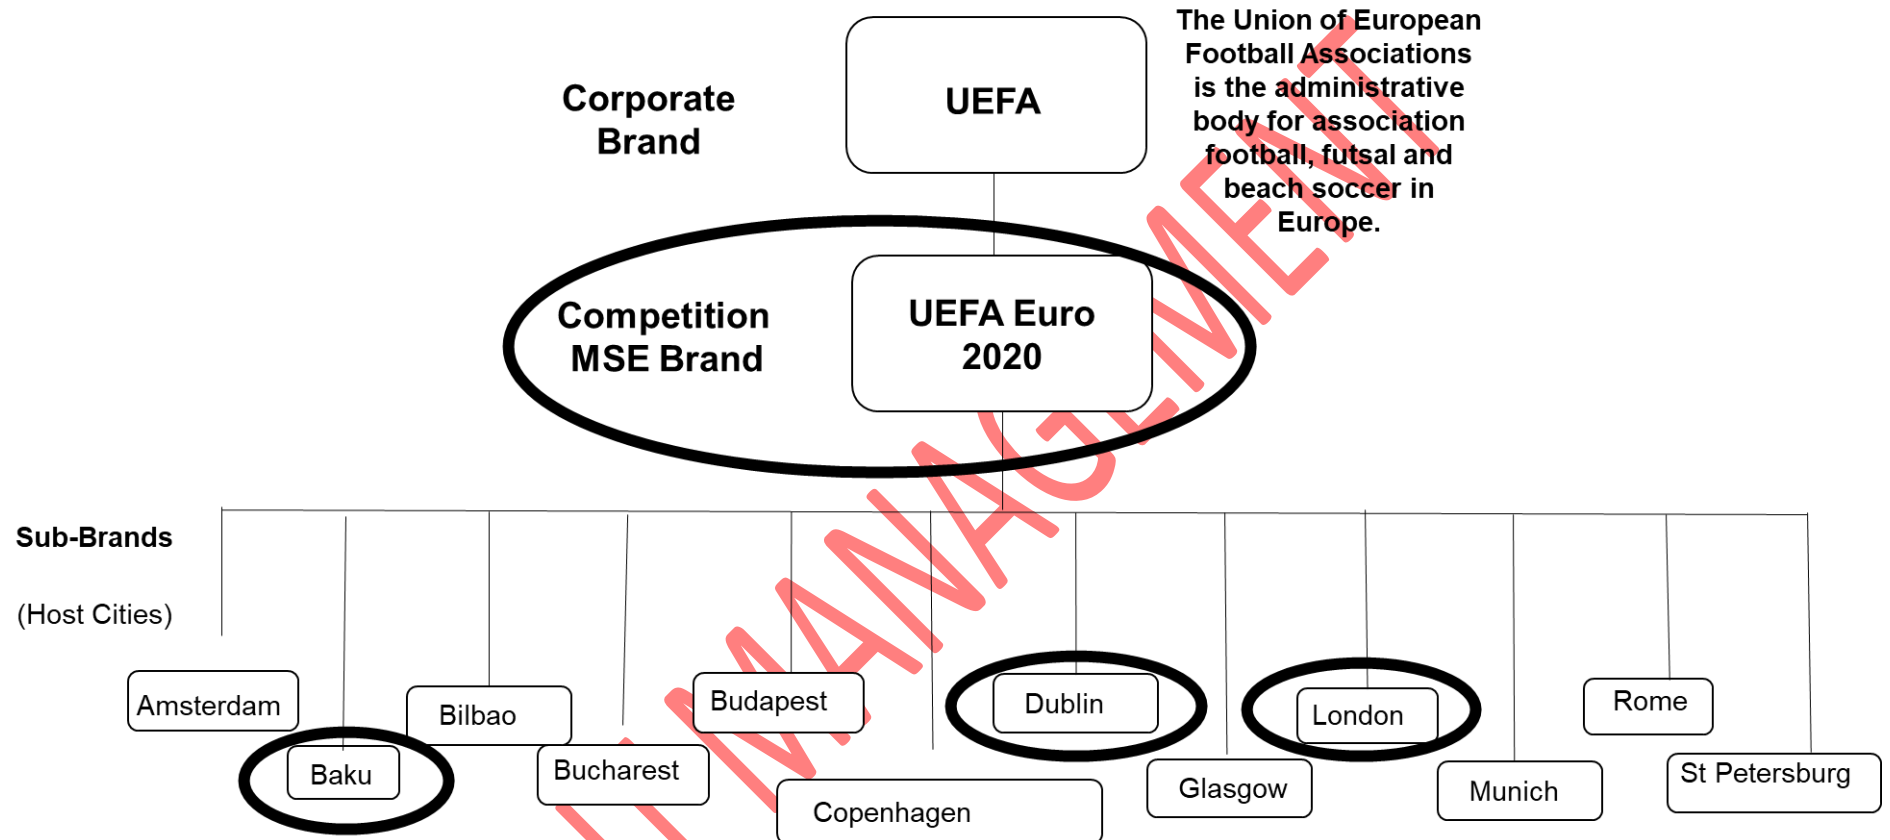 The Union of European
Football Associations
is the administrative
body for association
football, futsal and
beach soccer in
Europe.
Corporate
Brand
UEFA
Competition
MSE Brand
UEFA Euro
2020
Sub-Brands
(Host Cities)
Amsterdam
Baku
Bilbao
Bucharest
Budapest
Copenhagen
Dublin
Glasgow
London
Munich
Rome
St Petersburg
MANAGEMENT